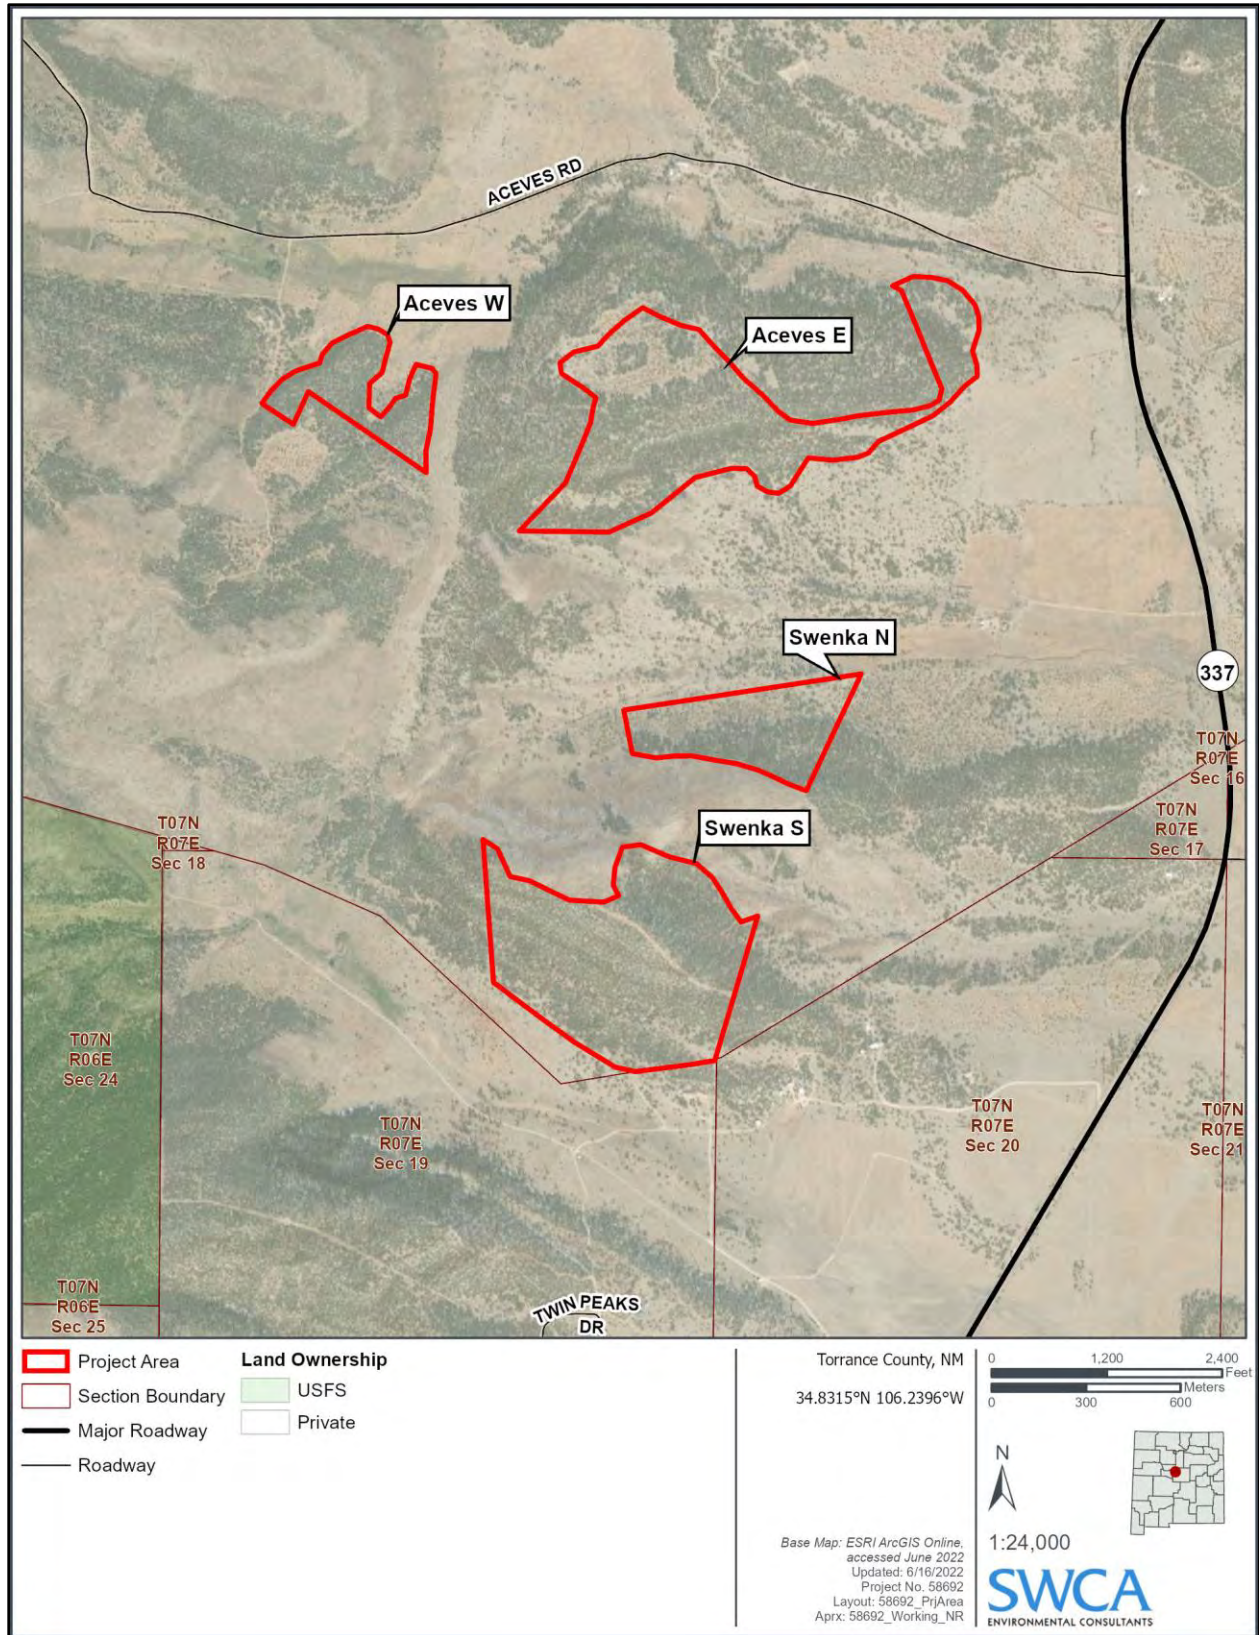 ACEVES RD
Aceves W
Aceves E
Swenka N
337
T07N
R07E
Sec 16
T07N
R07E
Sec 17
T07N
R07E
Sec 18
Swenka S
T07N
R06E
Sec 24
T07N
R07E
Sec 19
T07N
R07E
Sec 20
T07N
R07E
Sec 21
T07N
R06E
Sec 25
TWIN PEAKS
DR
Project Area
Section Boundary
Major Roadway
Roadway
Land Ownership
USFS
Private
Torrance County, NM
34.8315°N 106.2396°W
Base Map: ESRI ArcGIS Online,
accessed June 2022
Updated: 6/16/2022
Project No. 58692
Layout: 58692_PrjArea
Aprx: 58692_Working_NR
0 1,200 2,400
Feet
Meters
0 300 600
N
1:24,000
SWCA
ENVIRONMENTAL CONSULTANTS